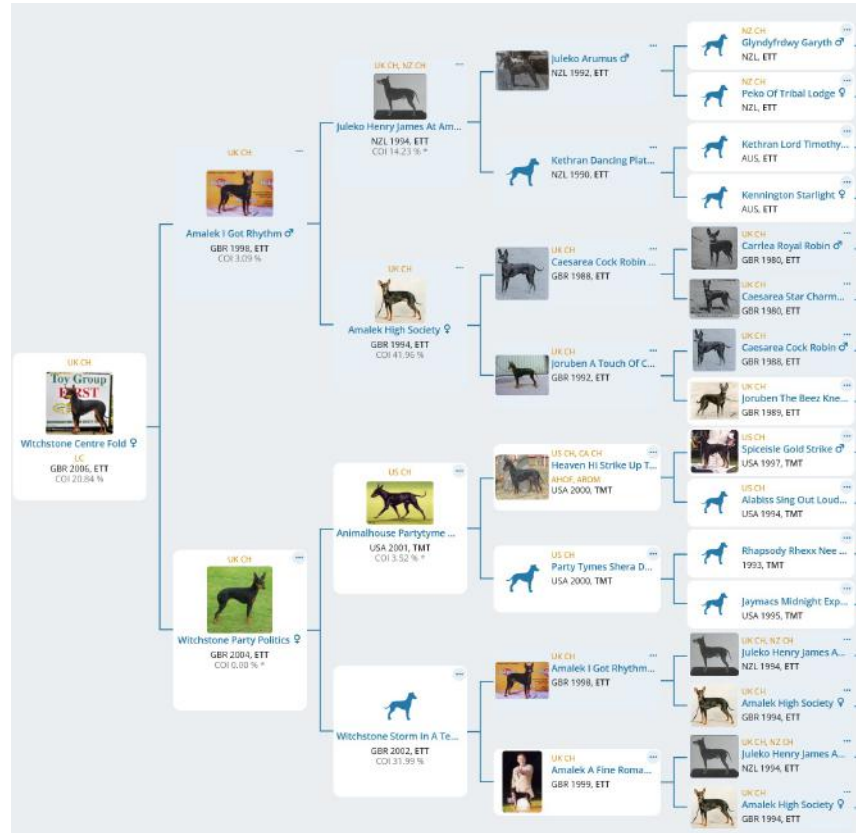 UK CH
Toy Group
FIRST
Witchstone Centre Fold ♀
LC
GBR 2006, ETT
COI 20.84 %
UK CH
Amalek I Got Rhythm ♂
GBR 1998, ETT
COI 3.09 %
UK CH
Witchstone Party Politics ♀
GBR 2004, ETT
COI 0.00 % *
UK CH, NZ CH
Juleko Henry James At Am...
NZL 1994, ETT
COI 14.23 % *
UK CH
Amalek High Society ♀
GBR 1994, ETT
COI 41.96 %
US CH
Animalhouse Partytyme ...
USA 2001, TMT
COI 3.52 % *
Witchstone Storm In A Te...
GBR 2002, ETT
COI 31.99 %
Juleko Arumus ♂
NZL 1992, ETT
Kethran Dancing Plat...
NZL 1990, ETT
UK CH
Caesarea Cock Robin ...
GBR 1988, ETT
UK CH
Joruben A Touch Of C...
GBR 1992, ETT
US CH, CA CH
Heaven Hi Strike Up T...
AHOF, AROM
USA 2000, TMT
US CH
Party Tymes Shera D...
USA 2000, TMT
UK CH
Amalek I Got Rhythm...
GBR 1998, ETT
UK CH
Amalek A Fine Roma...
GBR 1999, ETT
NZ CH
Glyndyfrdwy Garyth ♂
NZL, ETT
NZ CH
Peko Of Tribal Lodge ♀
NZL, ETT
Kethran Lord Timothy...
AUS, ETT
Kennington Starlight ♀
AUS, ETT
UK CH
Carrlea Royal Robin ♂
GBR 1980, ETT
UK CH
Caesarea Star Charm...
GBR 1980, ETT
UK CH
Caesarea Cock Robin ♂
GBR 1988, ETT
UK CH
Joruben The Beez Kne...
GBR 1989, ETT
US CH
Spiceisle Gold Strike ♂
USA 1997, TMT
US CH
Alabiss Sing Out Loud...
USA 1994, TMT
Rhapsody Rhexx Nee ...
1993, TMT
Jaymacs Midnight Exp...
USA 1995, TMT
UK CH, NZ CH
Juleko Henry James A...
NZL 1994, ETT
UK CH
Amalek High Society ♀
GBR 1994, ETT
UK CH, NZ CH
Juleko Henry James A...
NZL 1994, ETT
UK CH
Amalek High Society ♀
GBR 1994, ETT